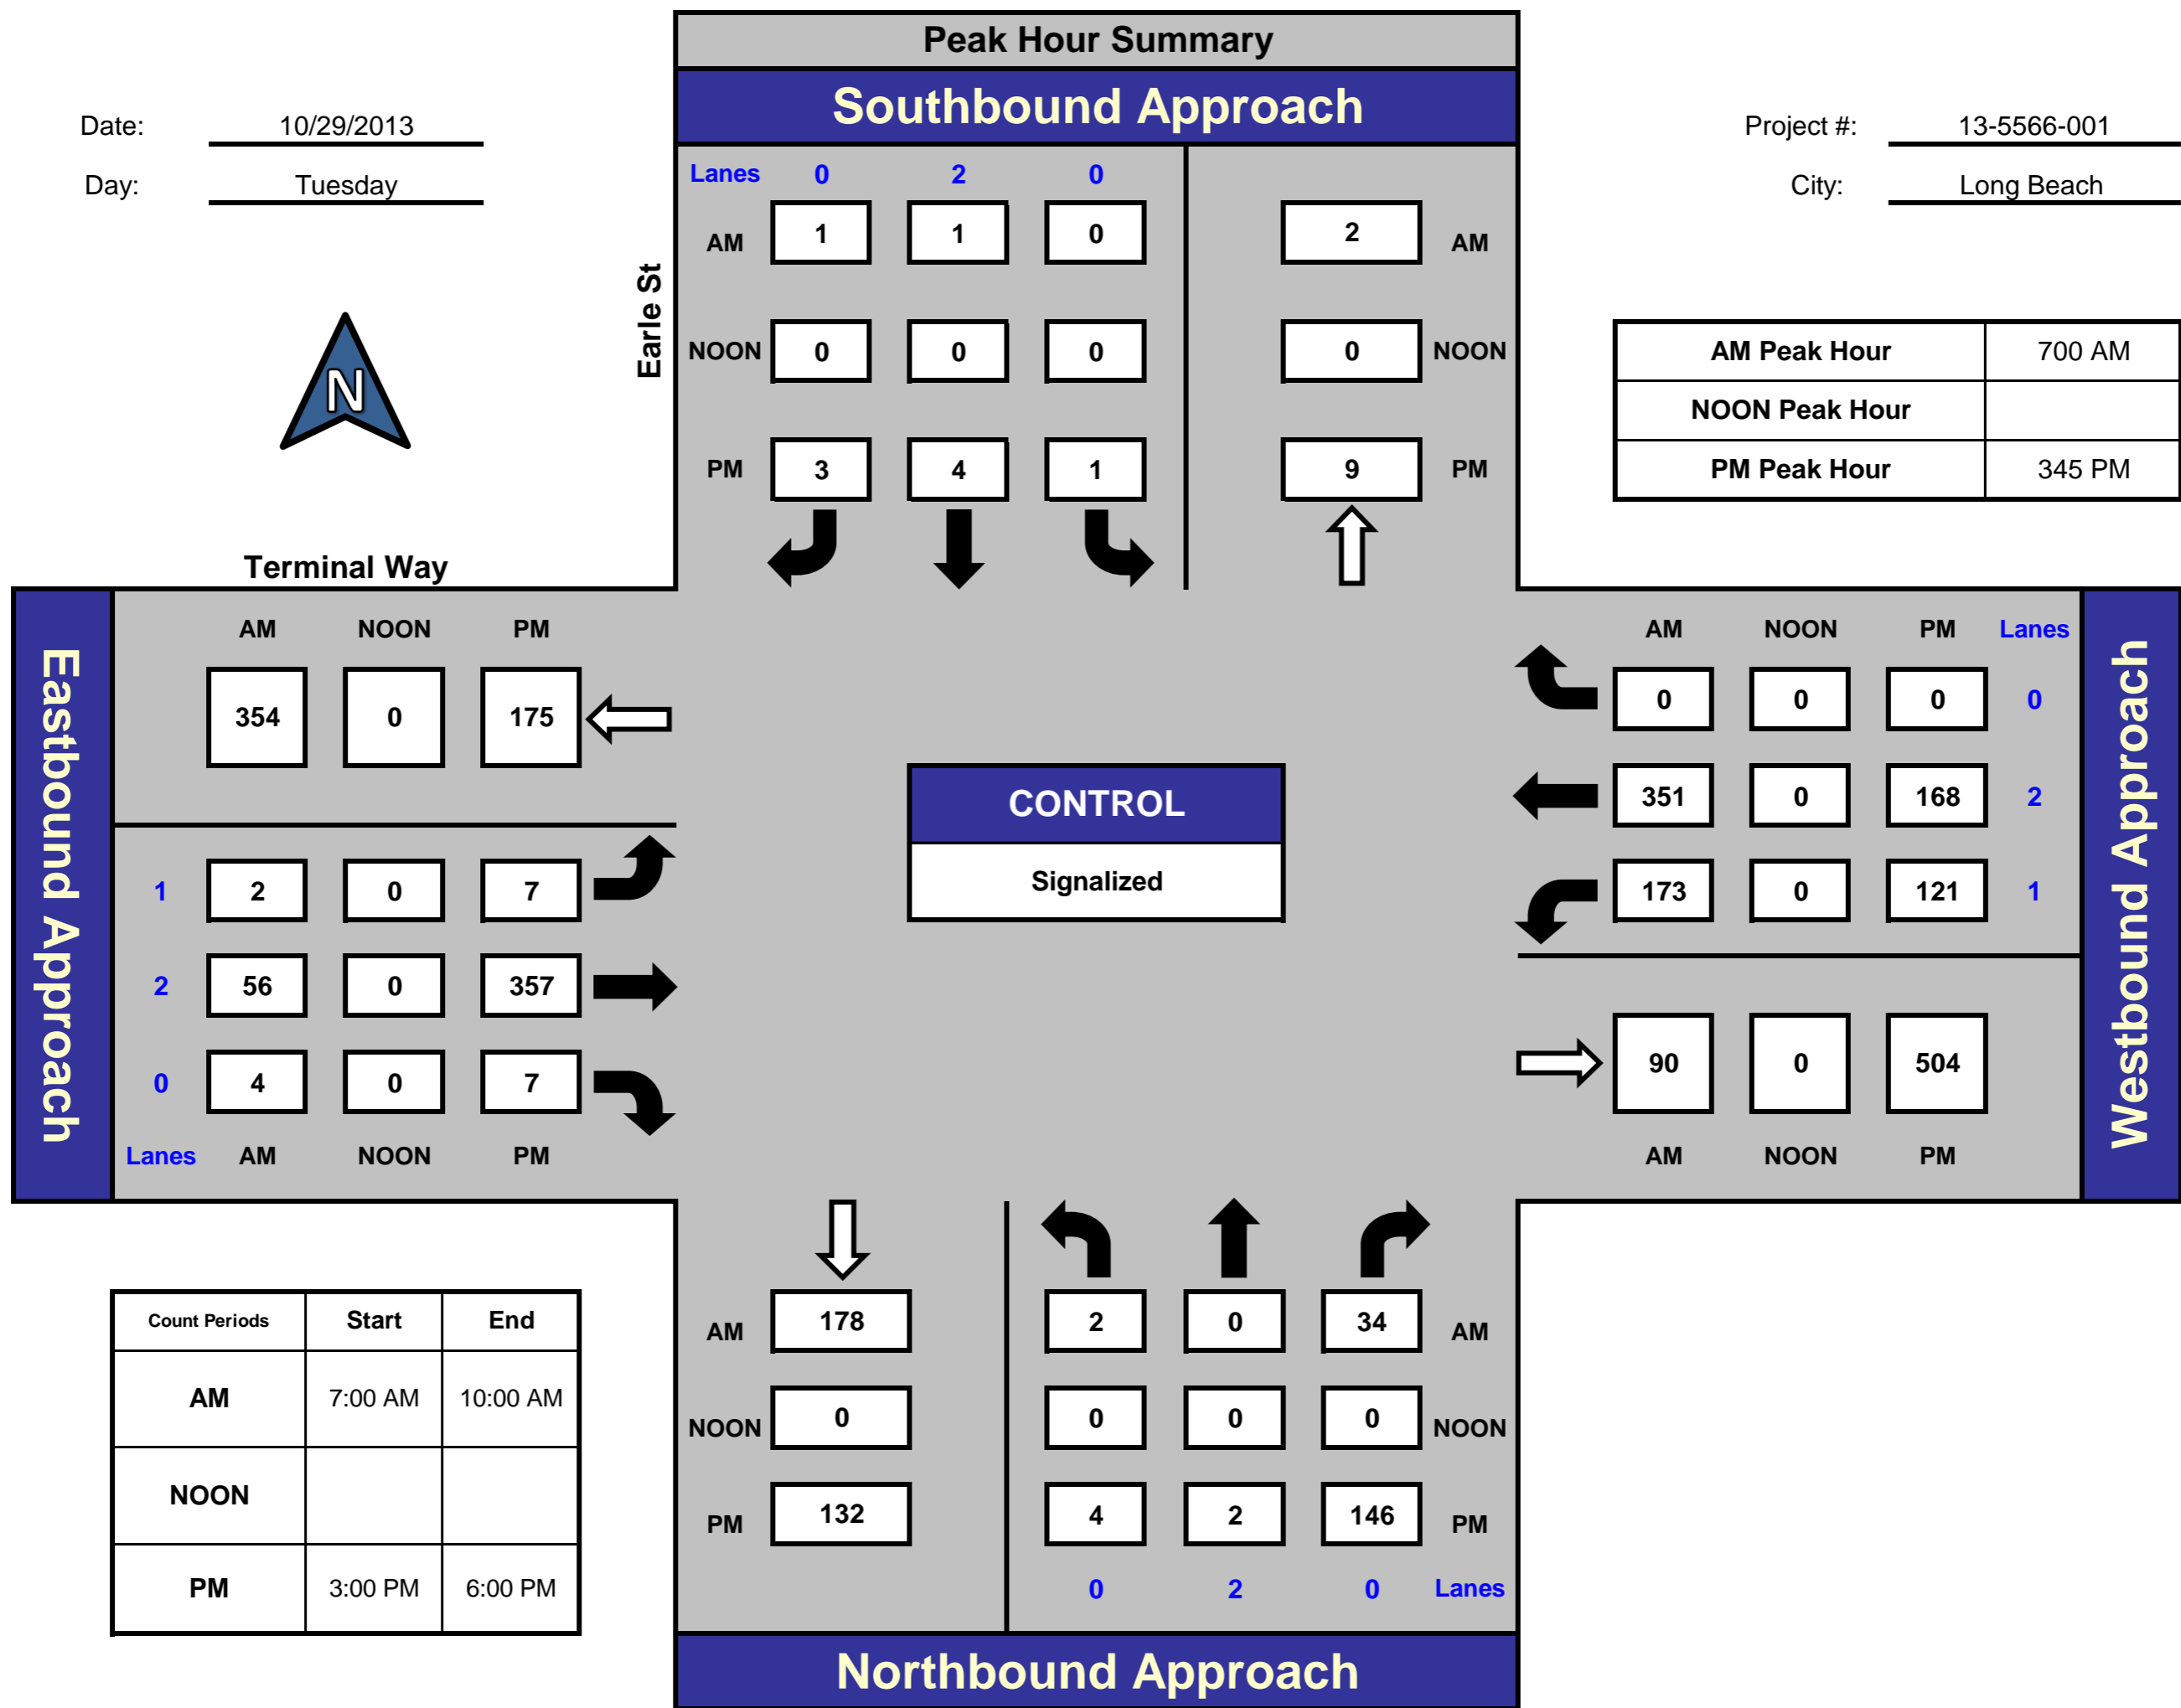 Peak Hour Summary
Southbound Approach
Date: 10/29/2013
Day: Tuesday
Project #: 13-5566-001
City: Long Beach
N
Earle St
Lanes 0 2 0
AM 1 1 0 2 AM
NOON 0 0 0 0 NOON
PM 3 4 1 9 PM
AM Peak Hour 700 AM
NOON Peak Hour
PM Peak Hour 345 PM
Terminal Way
Eastbound Approach
AM NOON PM
354 0 175
1 2 0 7
2 56 0 357
0 4 0 7
Lanes AM NOON PM
CONTROL
Signalized
AM NOON PM Lanes
0 0 0 0
351 0 168 2
173 0 121 1
90 0 504
AM NOON PM
Westbound Approach
Count Periods Start End
AM 7:00 AM 10:00 AM
NOON
PM 3:00 PM 6:00 PM
AM 178 2 0 34 AM
NOON 0 0 0 0 NOON
PM 132 4 2 146 PM
0 2 0 Lanes
Northbound Approach